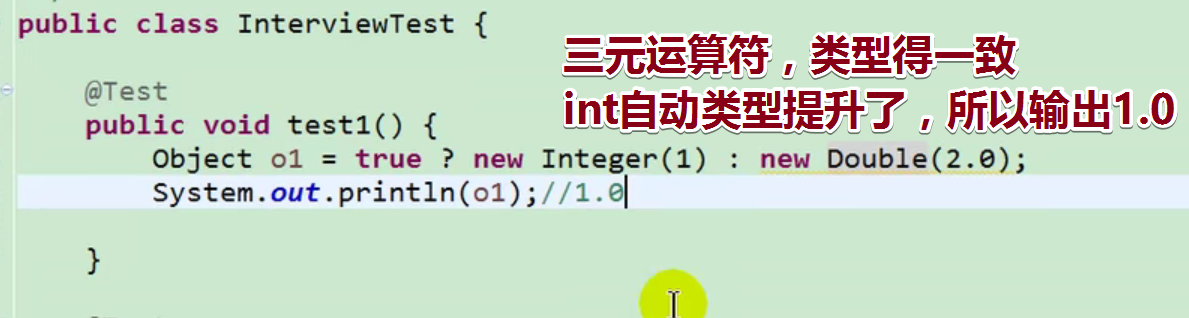 public class InterviewTest {
三元运算符，类型得一致
int自动类型提升了，所以输出1.0
@Test
public void test1() {
Object o1 = true ? new Integer(1) : new Double(2.0);
System.out.println(o1);//1.0
}